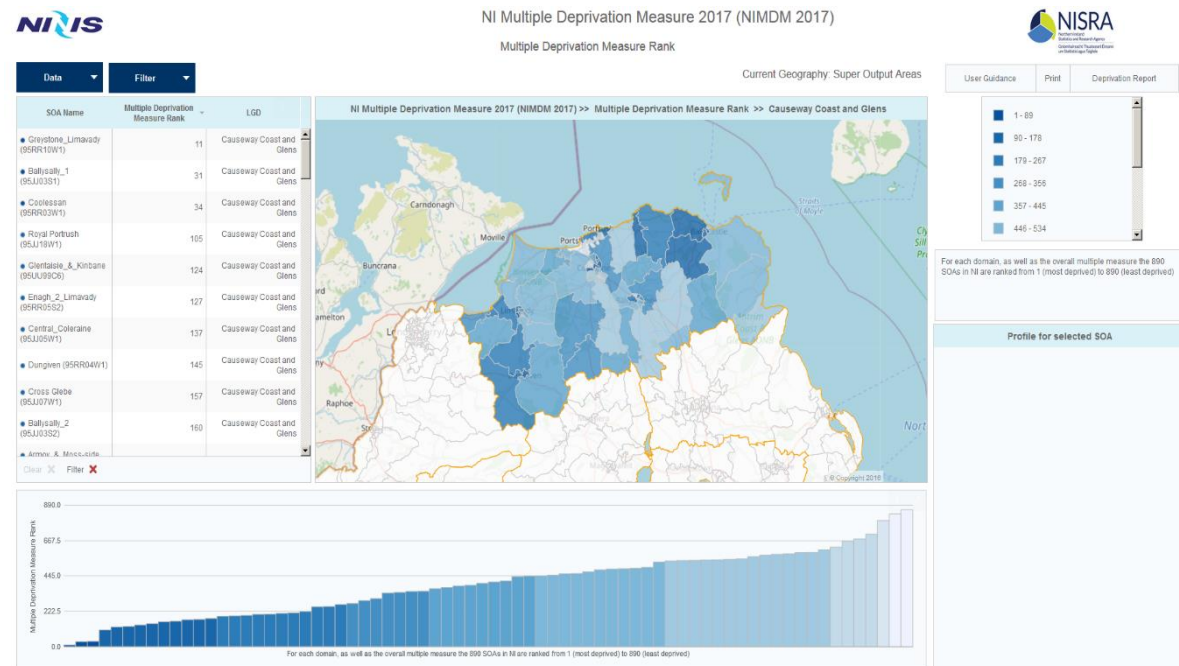 NINIS
NI Multiple Deprivation Measure 2017 (NIMDM 2017)
Multiple Deprivation Measure Rank
NISRA
Current Geography: Super Output Areas
Data
Filter
User Guidance
Print
Deprivation Report
SOA Name
Multiple Deprivation
Measure Rank
LGD
Greystone_Limavady
(95RR10W1)
11
Causeway Coast and
Glens
Ballysally_1
(95JJ03S1)
31
Causeway Coast and
Glens
Coolessan
(95RR03W1)
34
Causeway Coast and
Glens
Royal Portrush
(95JJ18W1)
105
Causeway Coast and
Glens
Glentaisie_&_Kinbane
(95UU99C6)
124
Causeway Coast and
Glens
Enagh_2_Limavady
(95RR05S2)
127
Causeway Coast and
Glens
Central_Coleraine
(95JJ05W1)
137
Causeway Coast and
Glens
Dungiven (95RR04W1)
145
Causeway Coast and
Glens
Cross Glebe
(95JJ07W1)
157
Causeway Coast and
Glens
Ballysally_2
(95JJ03S2)
160
Causeway Coast and
Glens
Armoy_&_Moss-side
Clear
Filter
NI Multiple Deprivation Measure 2017 (NIMDM 2017) >> Multiple Deprivation Measure Rank >> Causeway Coast and Glens
Carndonagh
Moville
Buncrana
Raphoe
Straits
of Moyle
© Copyright 2016
1 - 89
90 - 178
179 - 267
268 - 356
357 - 445
446 - 534
For each domain, as well as the overall multiple measure the 890
SOAs in NI are ranked from 1 (most deprived) to 890 (least deprived)
Profile for selected SOA
Multiple Deprivation Measure Rank
890.0
667.5
445.0
222.5
0.0
For each domain, as well as the overall multiple measure the 890 SOAs in NI are ranked from 1 (most deprived) to 890 (least deprived)